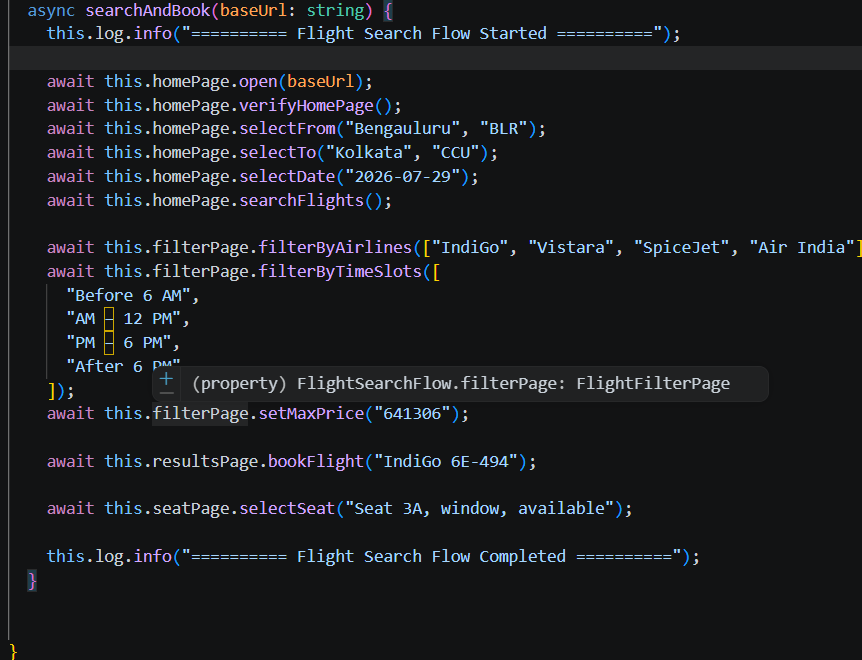 async searchAndBook(baseUrl: string) {
this.log.info("========== Flight Search Flow Started ==========");
await this.homePage.open(baseUrl);
await this.homePage.verifyHomePage();
await this.homePage.selectFrom("Bengauluru", "BLR");
await this.homePage.selectTo("Kolkata", "CCU");
await this.homePage.selectDate("2026-07-29");
await this.homePage.searchFlights();
await this.filterPage.filterByAirlines(["IndiGo", "Vistara", "SpiceJet", "Air India"]
await this.filterPage.filterByTimeSlots([
"Before 6 AM",
"AM – 12 PM",
"PM – 6 PM",
"After 6 PM"
(property) FlightSearchFlow.filterPage: FlightFilterPage
]);
await this.filterPage.setMaxPrice("641306");
await this.resultsPage.bookFlight("IndiGo 6E-494");
await this.seatPage.selectSeat("Seat 3A, window, available");
this.log.info("========== Flight Search Flow Completed ==========");
}
}